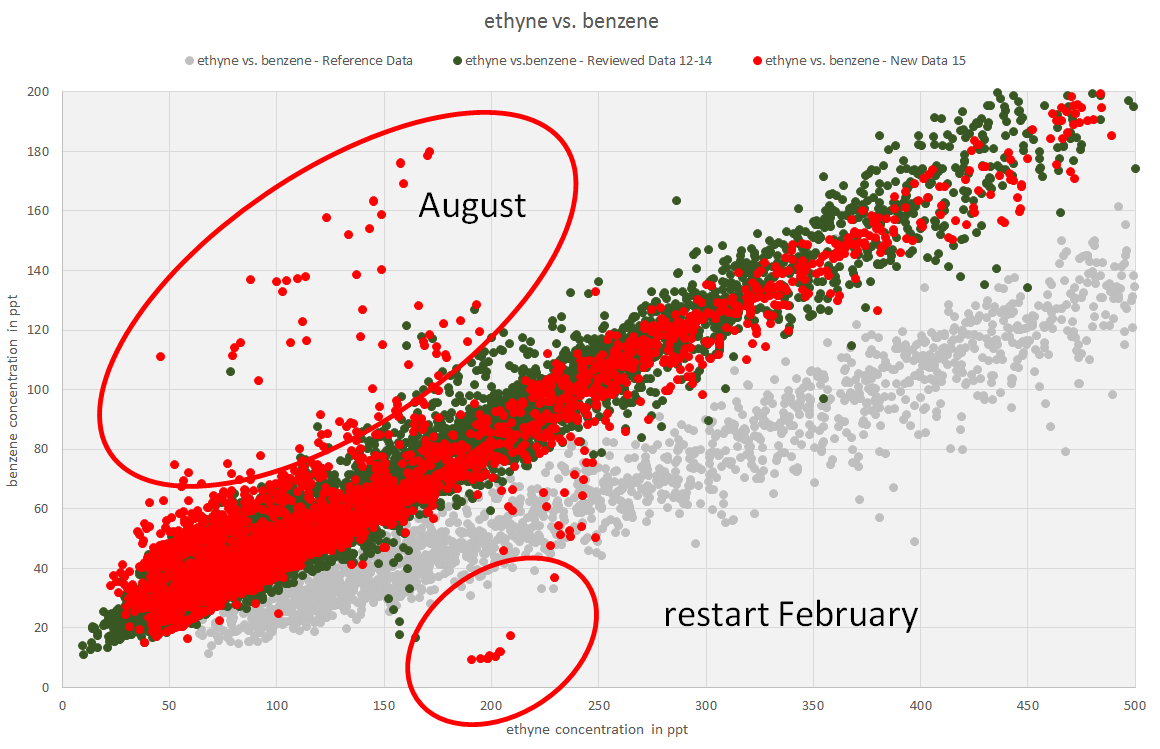 ethyne vs. benzene
ethyne vs. benzene - Reference Data
ethyne vs.benzene - Reviewed Data 12-14
ethyne vs. benzene - New Data 15
200
180
160
140
120
100
80
60
40
20
0
benzene concentration in ppt
August
restart February
0 50 100 150 200 250 300 350 400 450 500
ethyne concentration in ppt